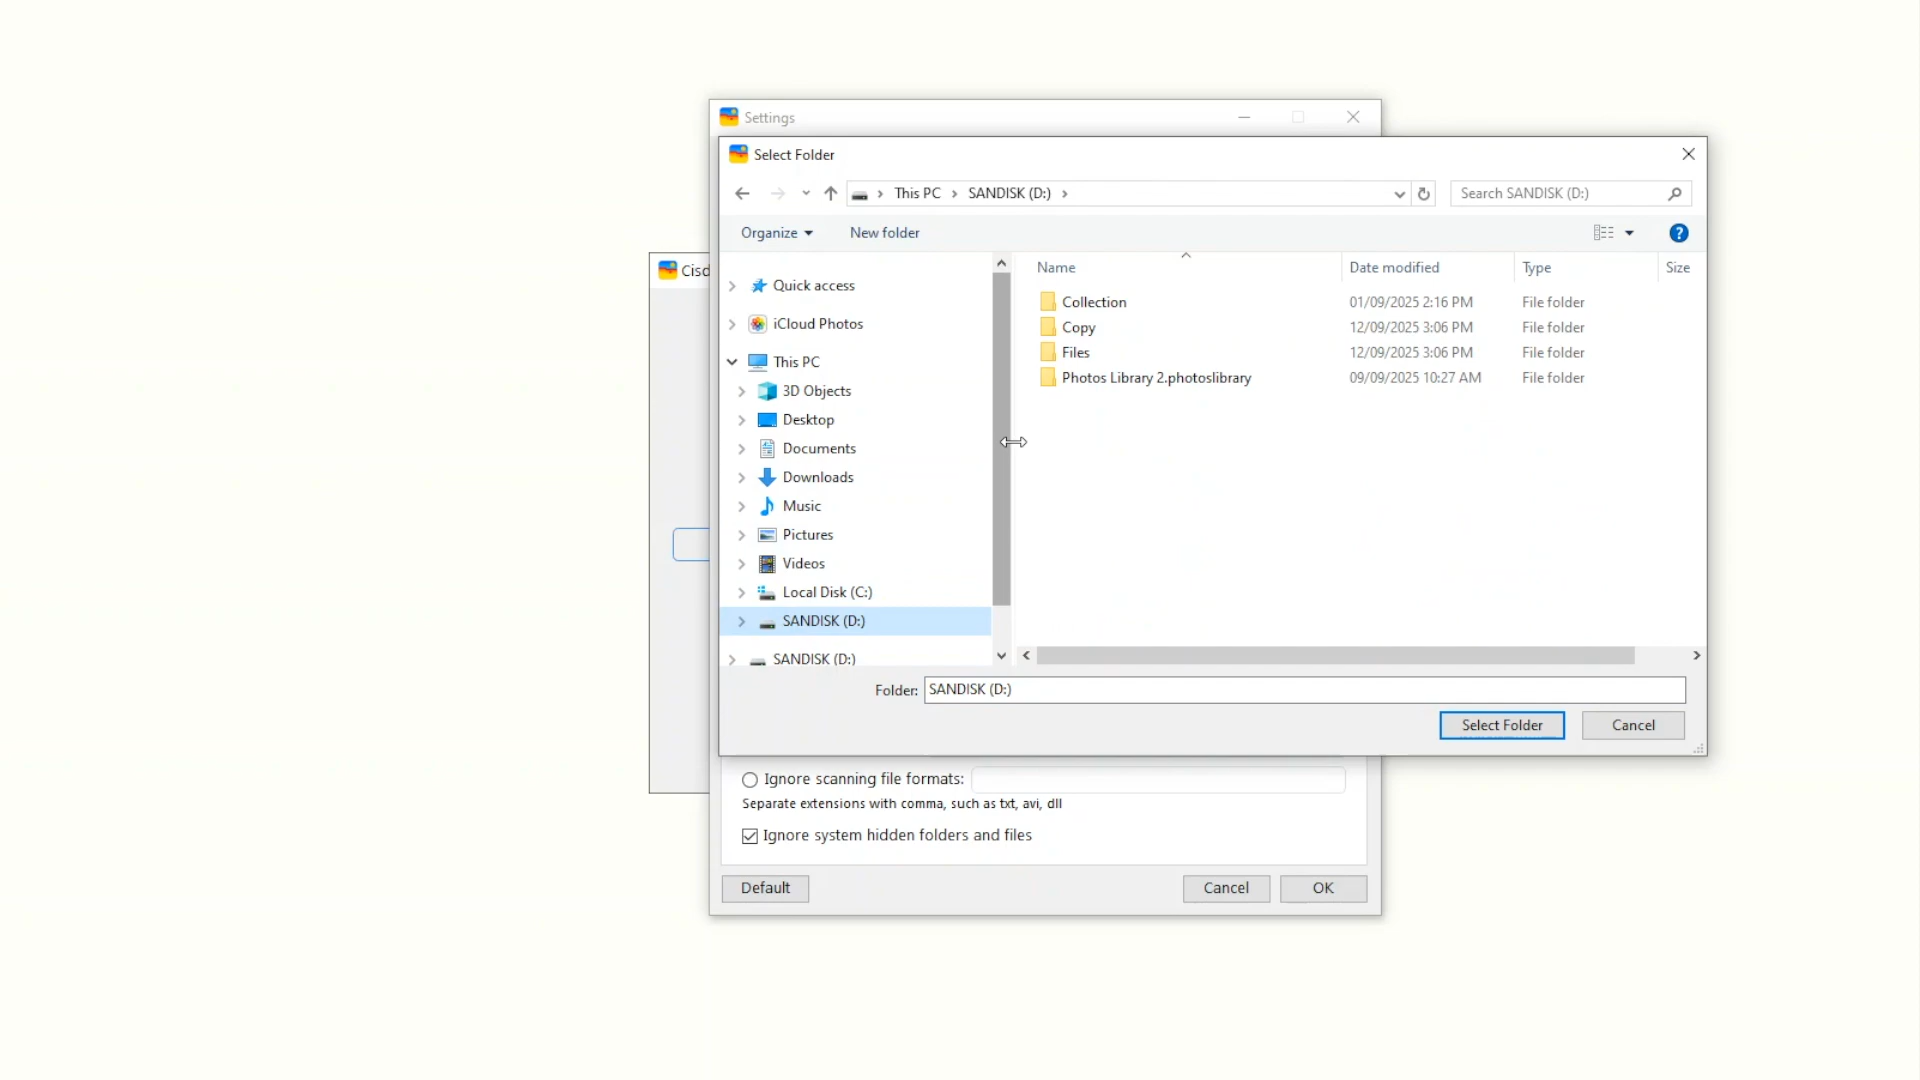 Settings
Select Folder
This PC > SANDISK (D:) >
Search SANDISK (D:)
Organize
New folder
Cisd
Name
Date modified
Type
Size
Quick access
iCloud Photos
This PC
3D Objects
Desktop
Documents
Downloads
Music
Pictures
Videos
Local Disk (C:)
SANDISK (D:)
SANDISK (D:)
Collection 01/09/2025 2:16 PM File folder
Copy 12/09/2025 3:06 PM File folder
Files 12/09/2025 3:06 PM File folder
Photos Library 2.photoslibrary 09/09/2025 10:27 AM File folder
Folder: SANDISK (D:)
Select Folder
Cancel
Ignore scanning file formats:
Separate extensions with comma, such as txt, avi, dll
Ignore system hidden folders and files
Default
Cancel
OK